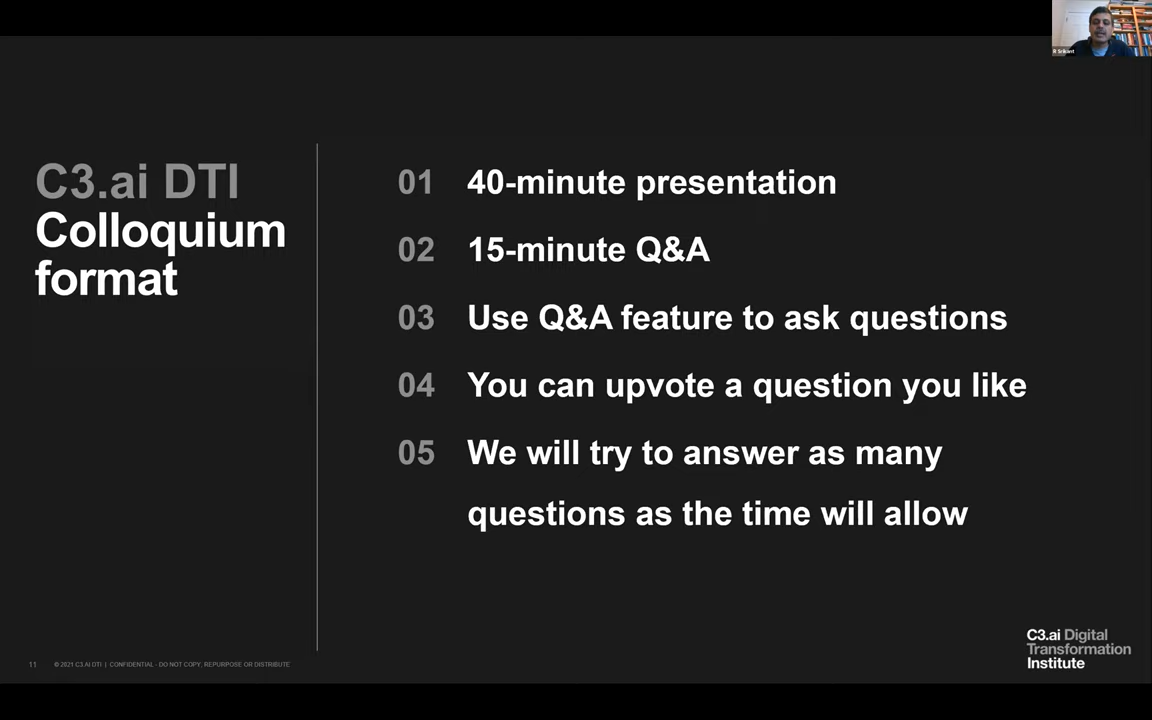 R Srikant
C3.ai DTI
Colloquium
format
01 40-minute presentation
02 15-minute Q&A
03 Use Q&A feature to ask questions
04 You can upvote a question you like
05 We will try to answer as many
questions as the time will allow
C3.ai Digital
Transformation
Institute
11 © 2021 C3.AI DTI | CONFIDENTIAL - DO NOT COPY, REPURPOSE OR DISTRIBUTE